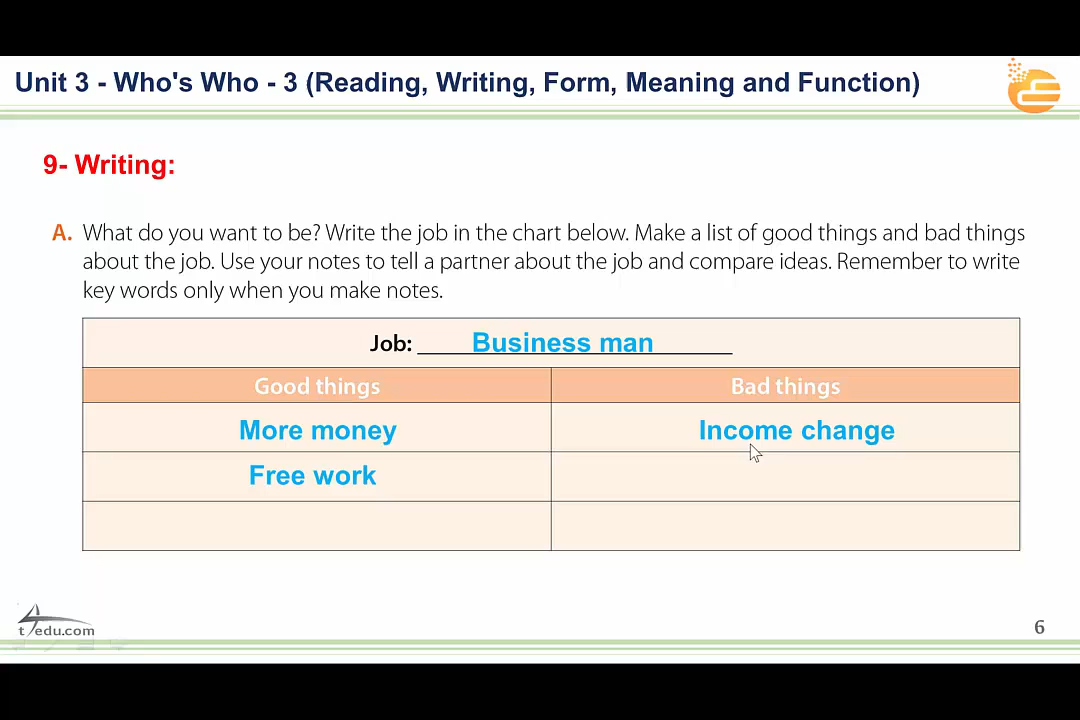 Unit 3 - Who's Who - 3 (Reading, Writing, Form, Meaning and Function)
9- Writing:
A. What do you want to be? Write the job in the chart below. Make a list of good things and bad things
about the job. Use your notes to tell a partner about the job and compare ideas. Remember to write
key words only when you make notes.
Job: Business man
Good things Bad things
More money Income change
Free work
t4edu.com
6